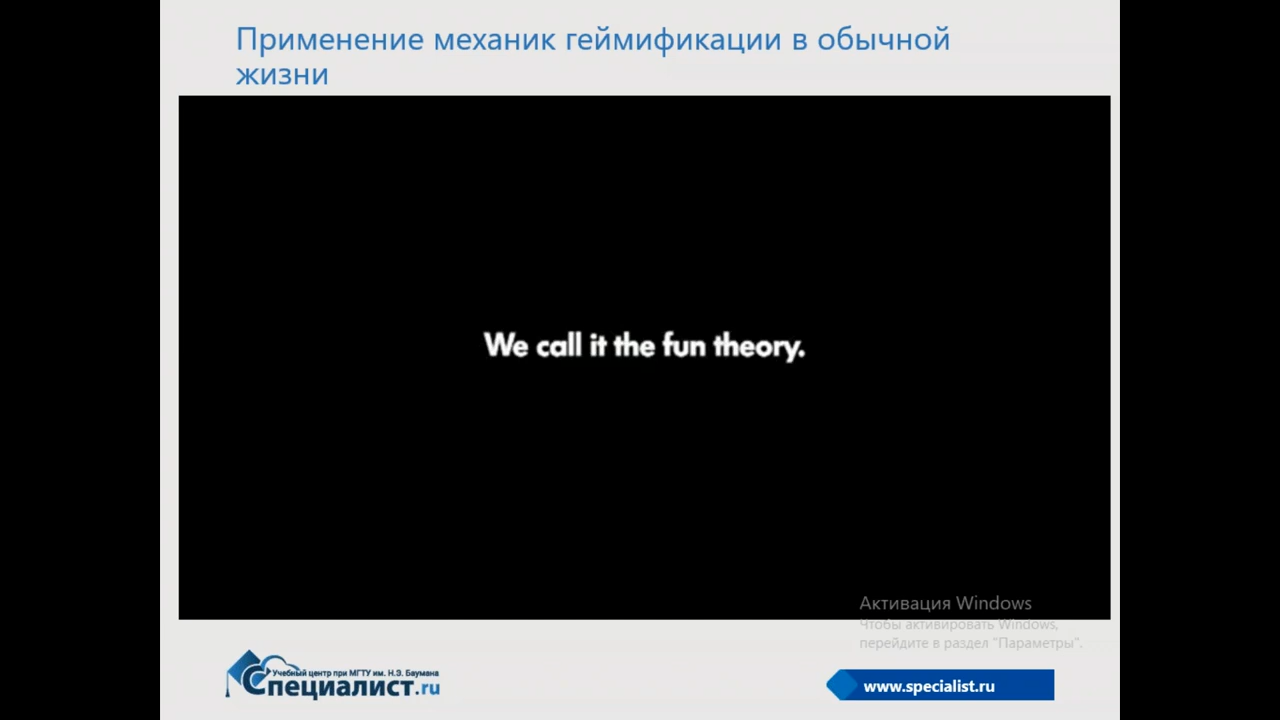 Применение механик геймификации в обычной
жизни
We call it the fun theory.
Активация Windows
Чтобы активировать Windows,
перейдите в раздел "Параметры".
Учебный центр при МГТУ им. Н.Э. Баумана
Специалист.ru
www.specialist.ru